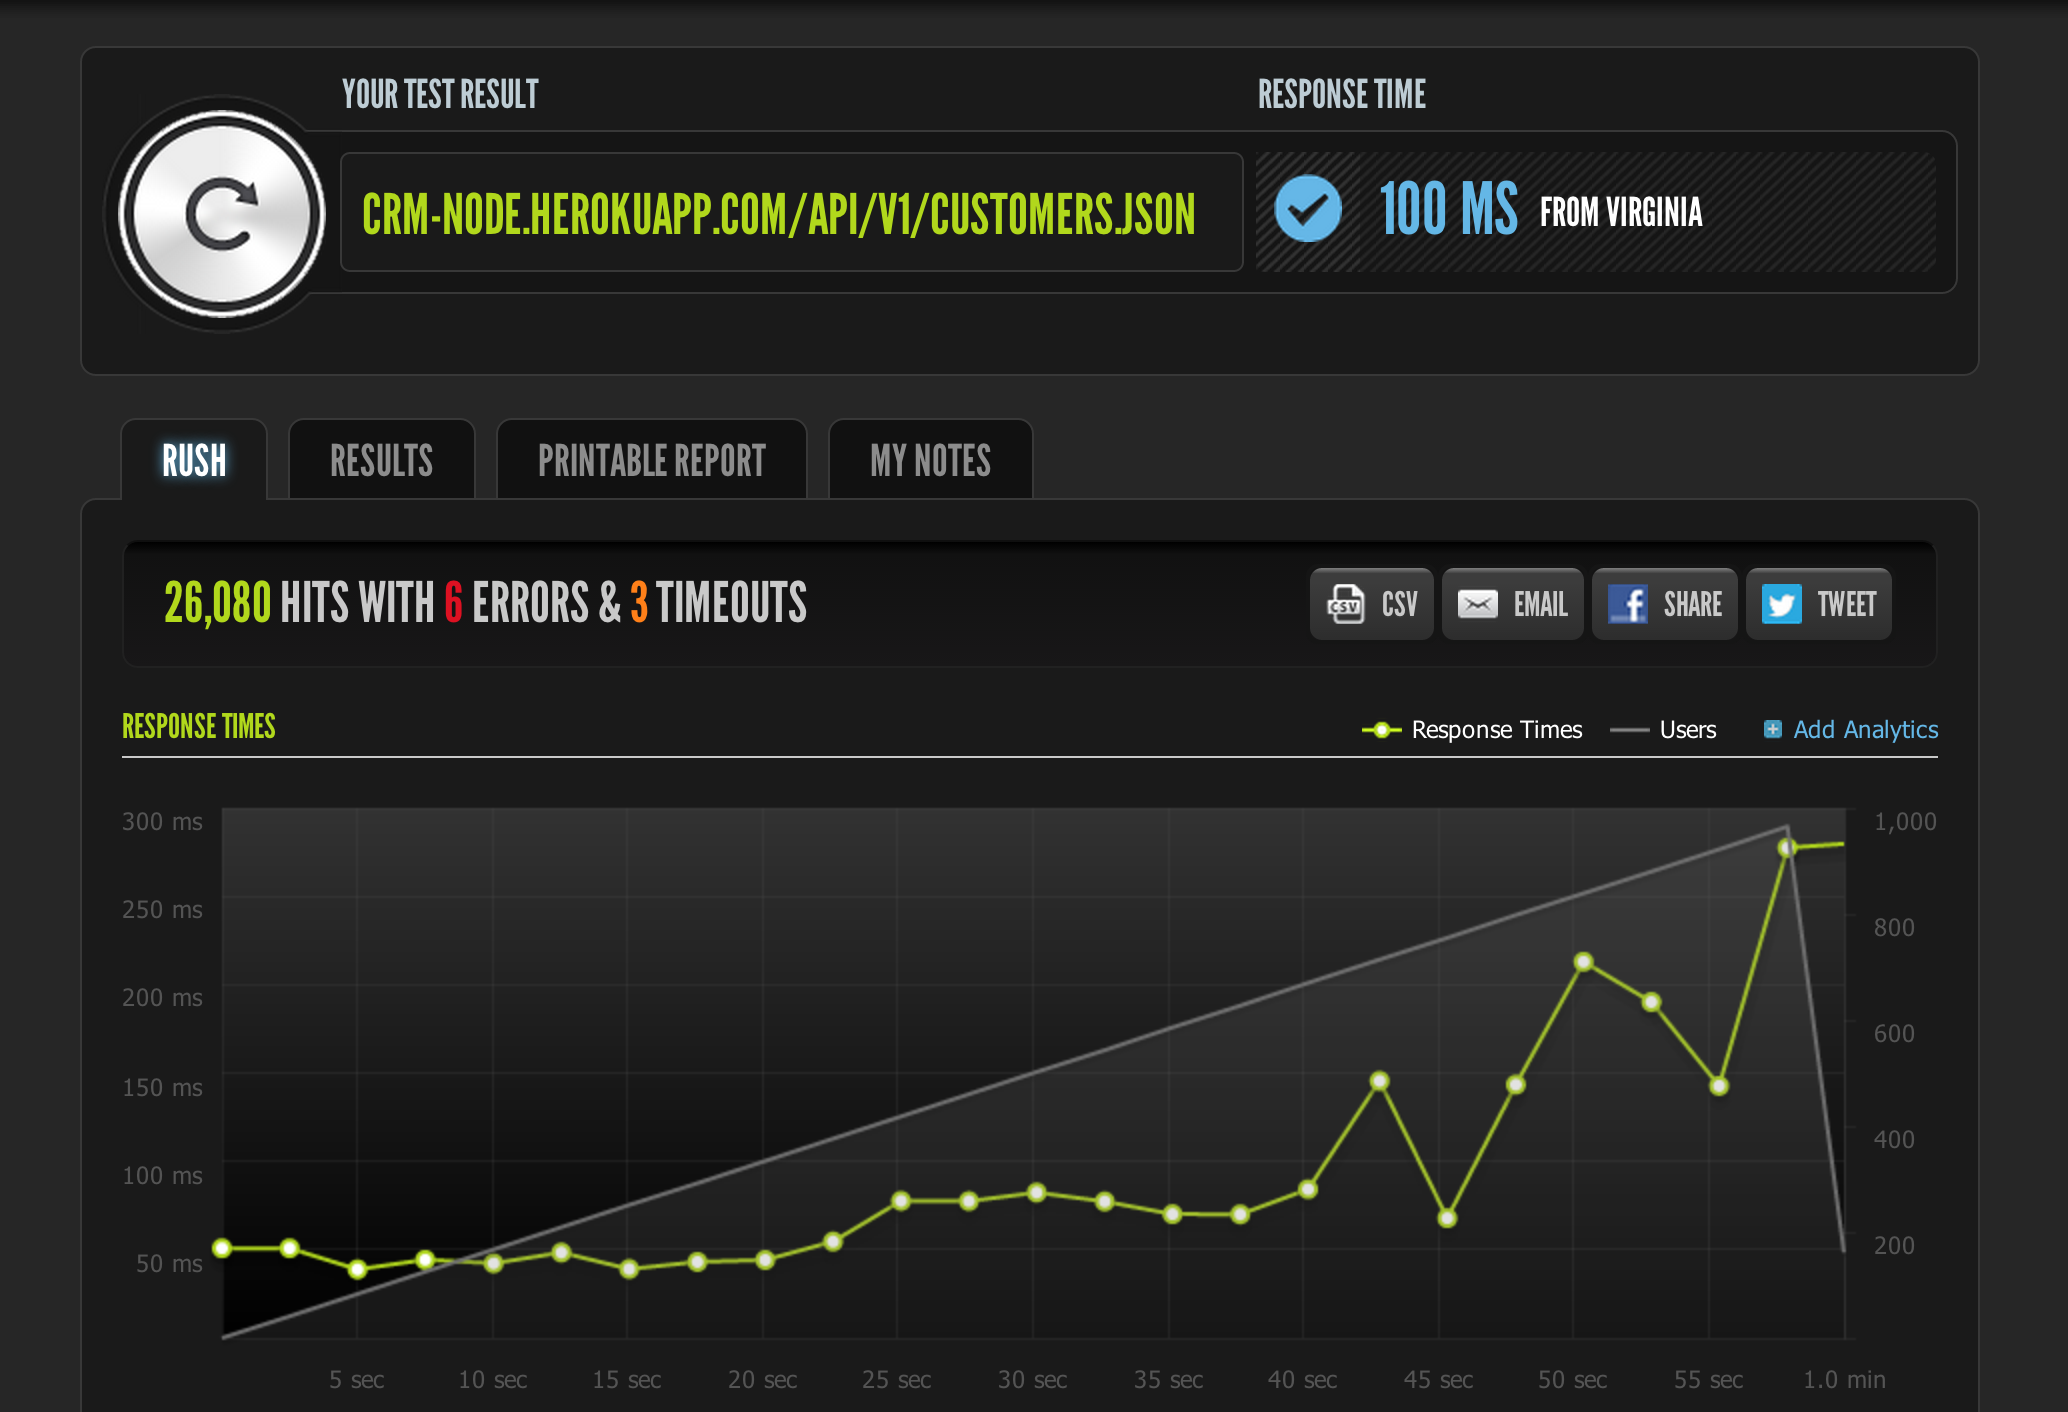 YOUR TEST RESULT
RESPONSE TIME
CRM-NODE.HEROKUAPP.COM/API/V1/CUSTOMERS.JSON
100 MS FROM VIRGINIA
RUSH
RESULTS
PRINTABLE REPORT
MY NOTES
26,080 HITS WITH 6 ERRORS & 3 TIMEOUTS
CSV
CSV
EMAIL
SHARE
TWEET
RESPONSE TIMES
Response Times
Users
Add Analytics
300 ms
250 ms
200 ms
150 ms
100 ms
50 ms
1,000
800
600
400
200
5 sec
10 sec
15 sec
20 sec
25 sec
30 sec
35 sec
40 sec
45 sec
50 sec
55 sec
1.0 min